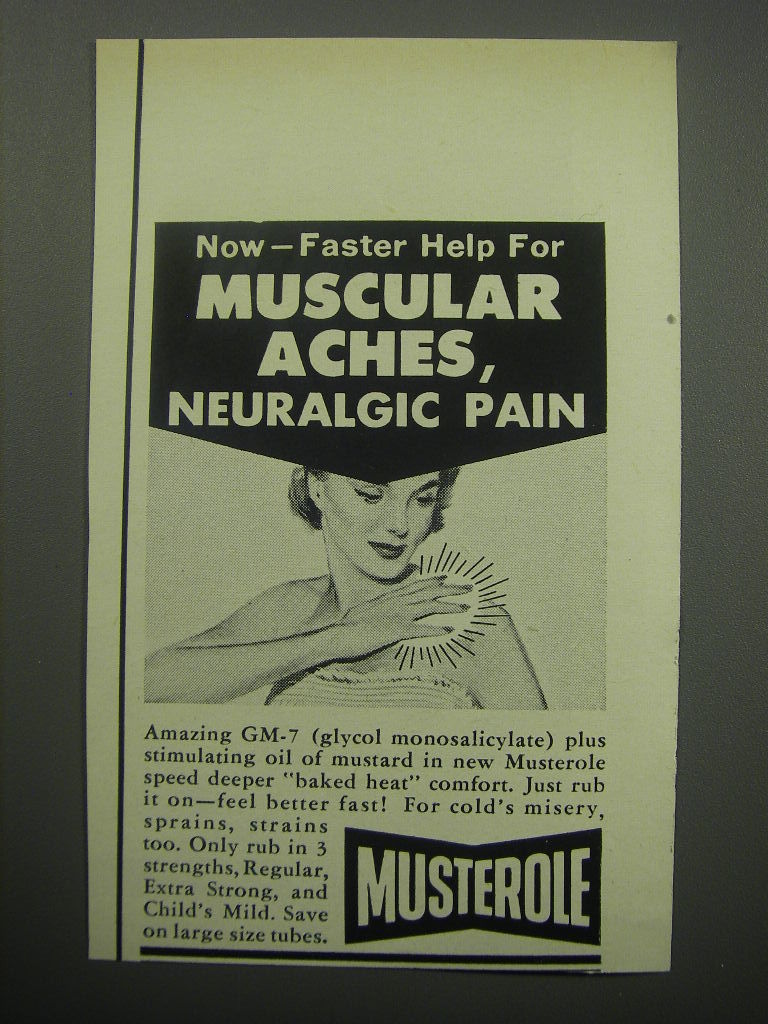 Now—Faster Help For
MUSCULAR
ACHES,
NEURALGIC PAIN
Amazing GM-7 (glycol monosalicylate) plus
stimulating oil of mustard in new Musterole
speed deeper "baked heat" comfort. Just rub
it on—feel better fast! For cold's misery,
sprains, strains
too. Only rub in 3
strengths, Regular,
Extra Strong, and
Child's Mild. Save
on large size tubes.
MUSTEROLE